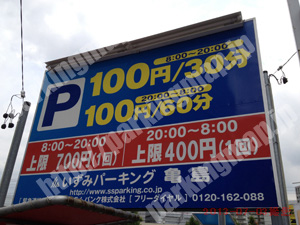 8:00~20:00
P 100円/30分
20:00~8:00
100円/60分
8:00~20:00 20:00~8:00
上限 700円(1回) 上限400円(1回)
いずみパーキング 亀島
www.ssparking.co.jp
[フリーダイヤル] 0120-162-088